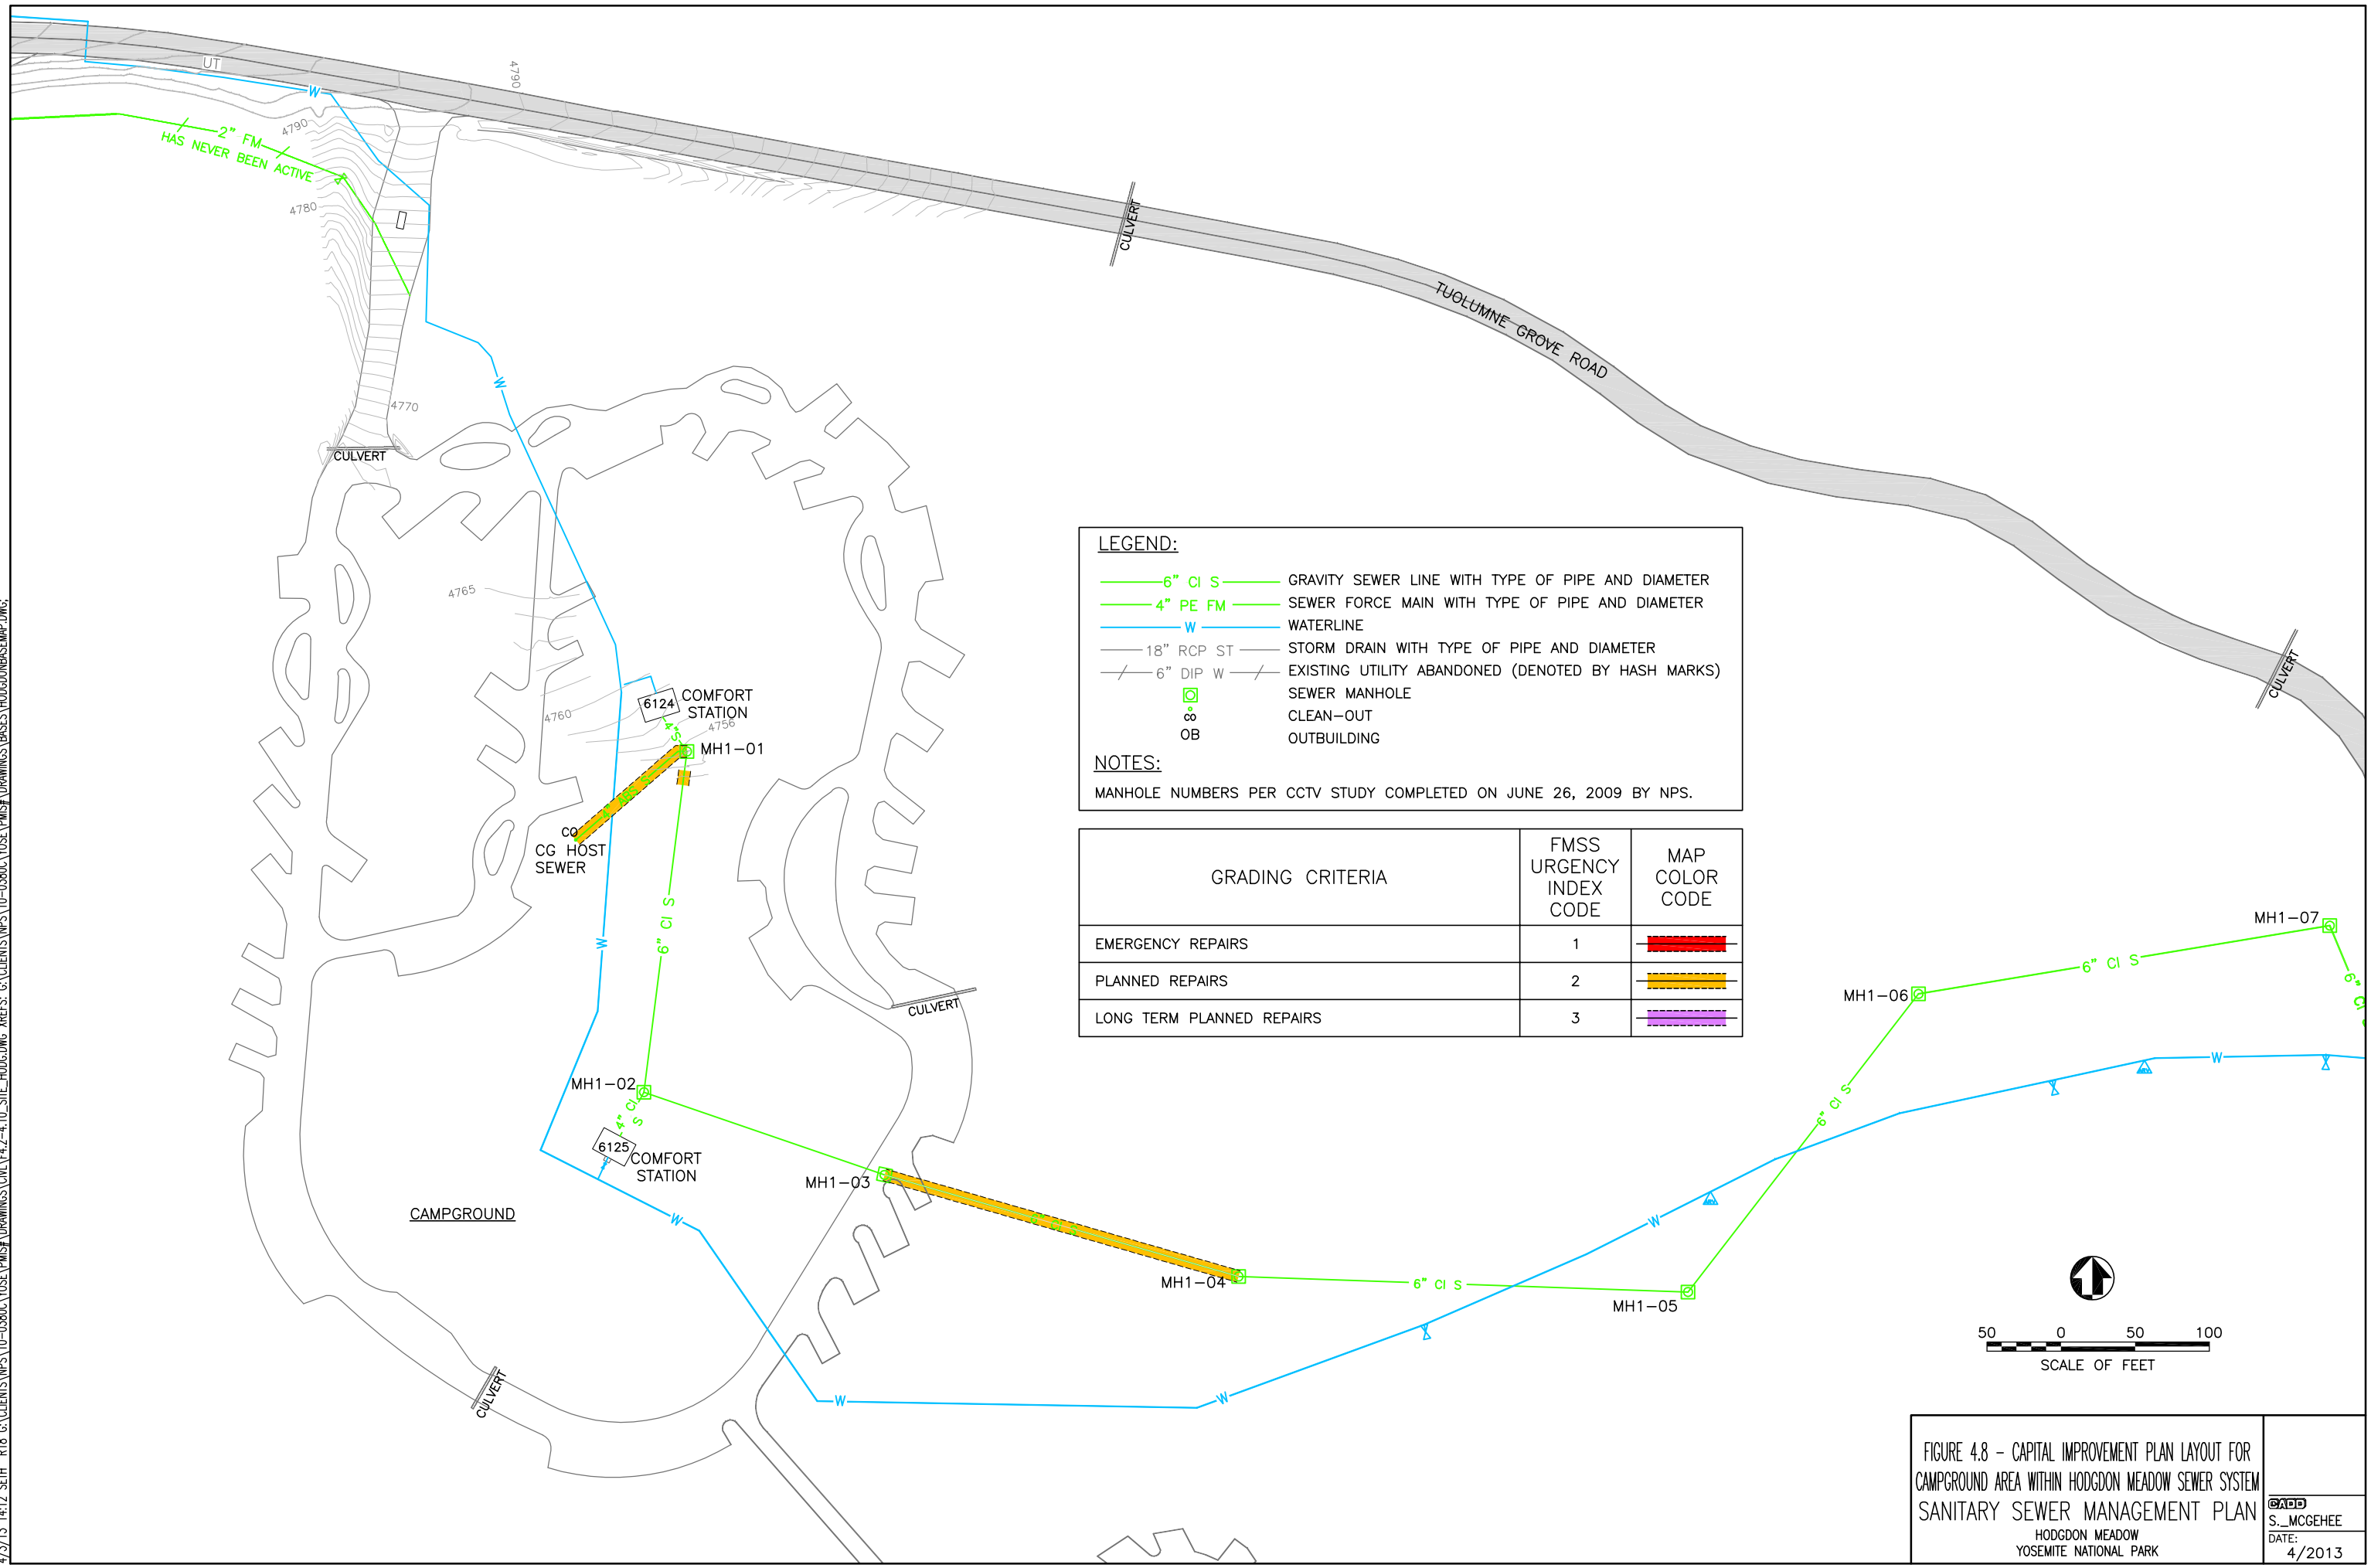 UT
W
4790
2" FM
HAS NEVER BEEN ACTIVE
4790
4780
CULVERT
TUOLUMNE GROVE ROAD
W
4770
CULVERT
CULVERT
LEGEND:
6" CI S GRAVITY SEWER LINE WITH TYPE OF PIPE AND DIAMETER
4" PE FM SEWER FORCE MAIN WITH TYPE OF PIPE AND DIAMETER
W WATERLINE
18" RCP ST STORM DRAIN WITH TYPE OF PIPE AND DIAMETER
6" DIP W EXISTING UTILITY ABANDONED (DENOTED BY HASH MARKS)
SEWER MANHOLE
CLEAN-OUT
OB OUTBUILDING
NOTES:
MANHOLE NUMBERS PER CCTV STUDY COMPLETED ON JUNE 26, 2009 BY NPS.
GRADING CRITERIA
FMSS
URGENCY
INDEX
CODE
MAP
COLOR
CODE
EMERGENCY REPAIRS 1
PLANNED REPAIRS 2
LONG TERM PLANNED REPAIRS 3
4765
4760
4756
6124
COMFORT
STATION
4" S
MH1-01
ABS
CO
CG HOST
SEWER
6" CI S
W
CULVERT
MH1-02
4" CI
S
6125
COMFORT
STATION
MH1-03
CAMPGROUND
W
MH1-04
6" CI S
MH1-05
6" CI S
MH1-06
6" CI S
MH1-07
6" CI
W
W
W
W
CULVERT
50 0 50 100
SCALE OF FEET
FIGURE 4.8 - CAPITAL IMPROVEMENT PLAN LAYOUT FOR
CAMPGROUND AREA WITHIN HODGDON MEADOW SEWER SYSTEM
SANITARY SEWER MANAGEMENT PLAN
HODGDON MEADOW
YOSEMITE NATIONAL PARK
CADD
S._MCGEHEE
DATE:
4/2013